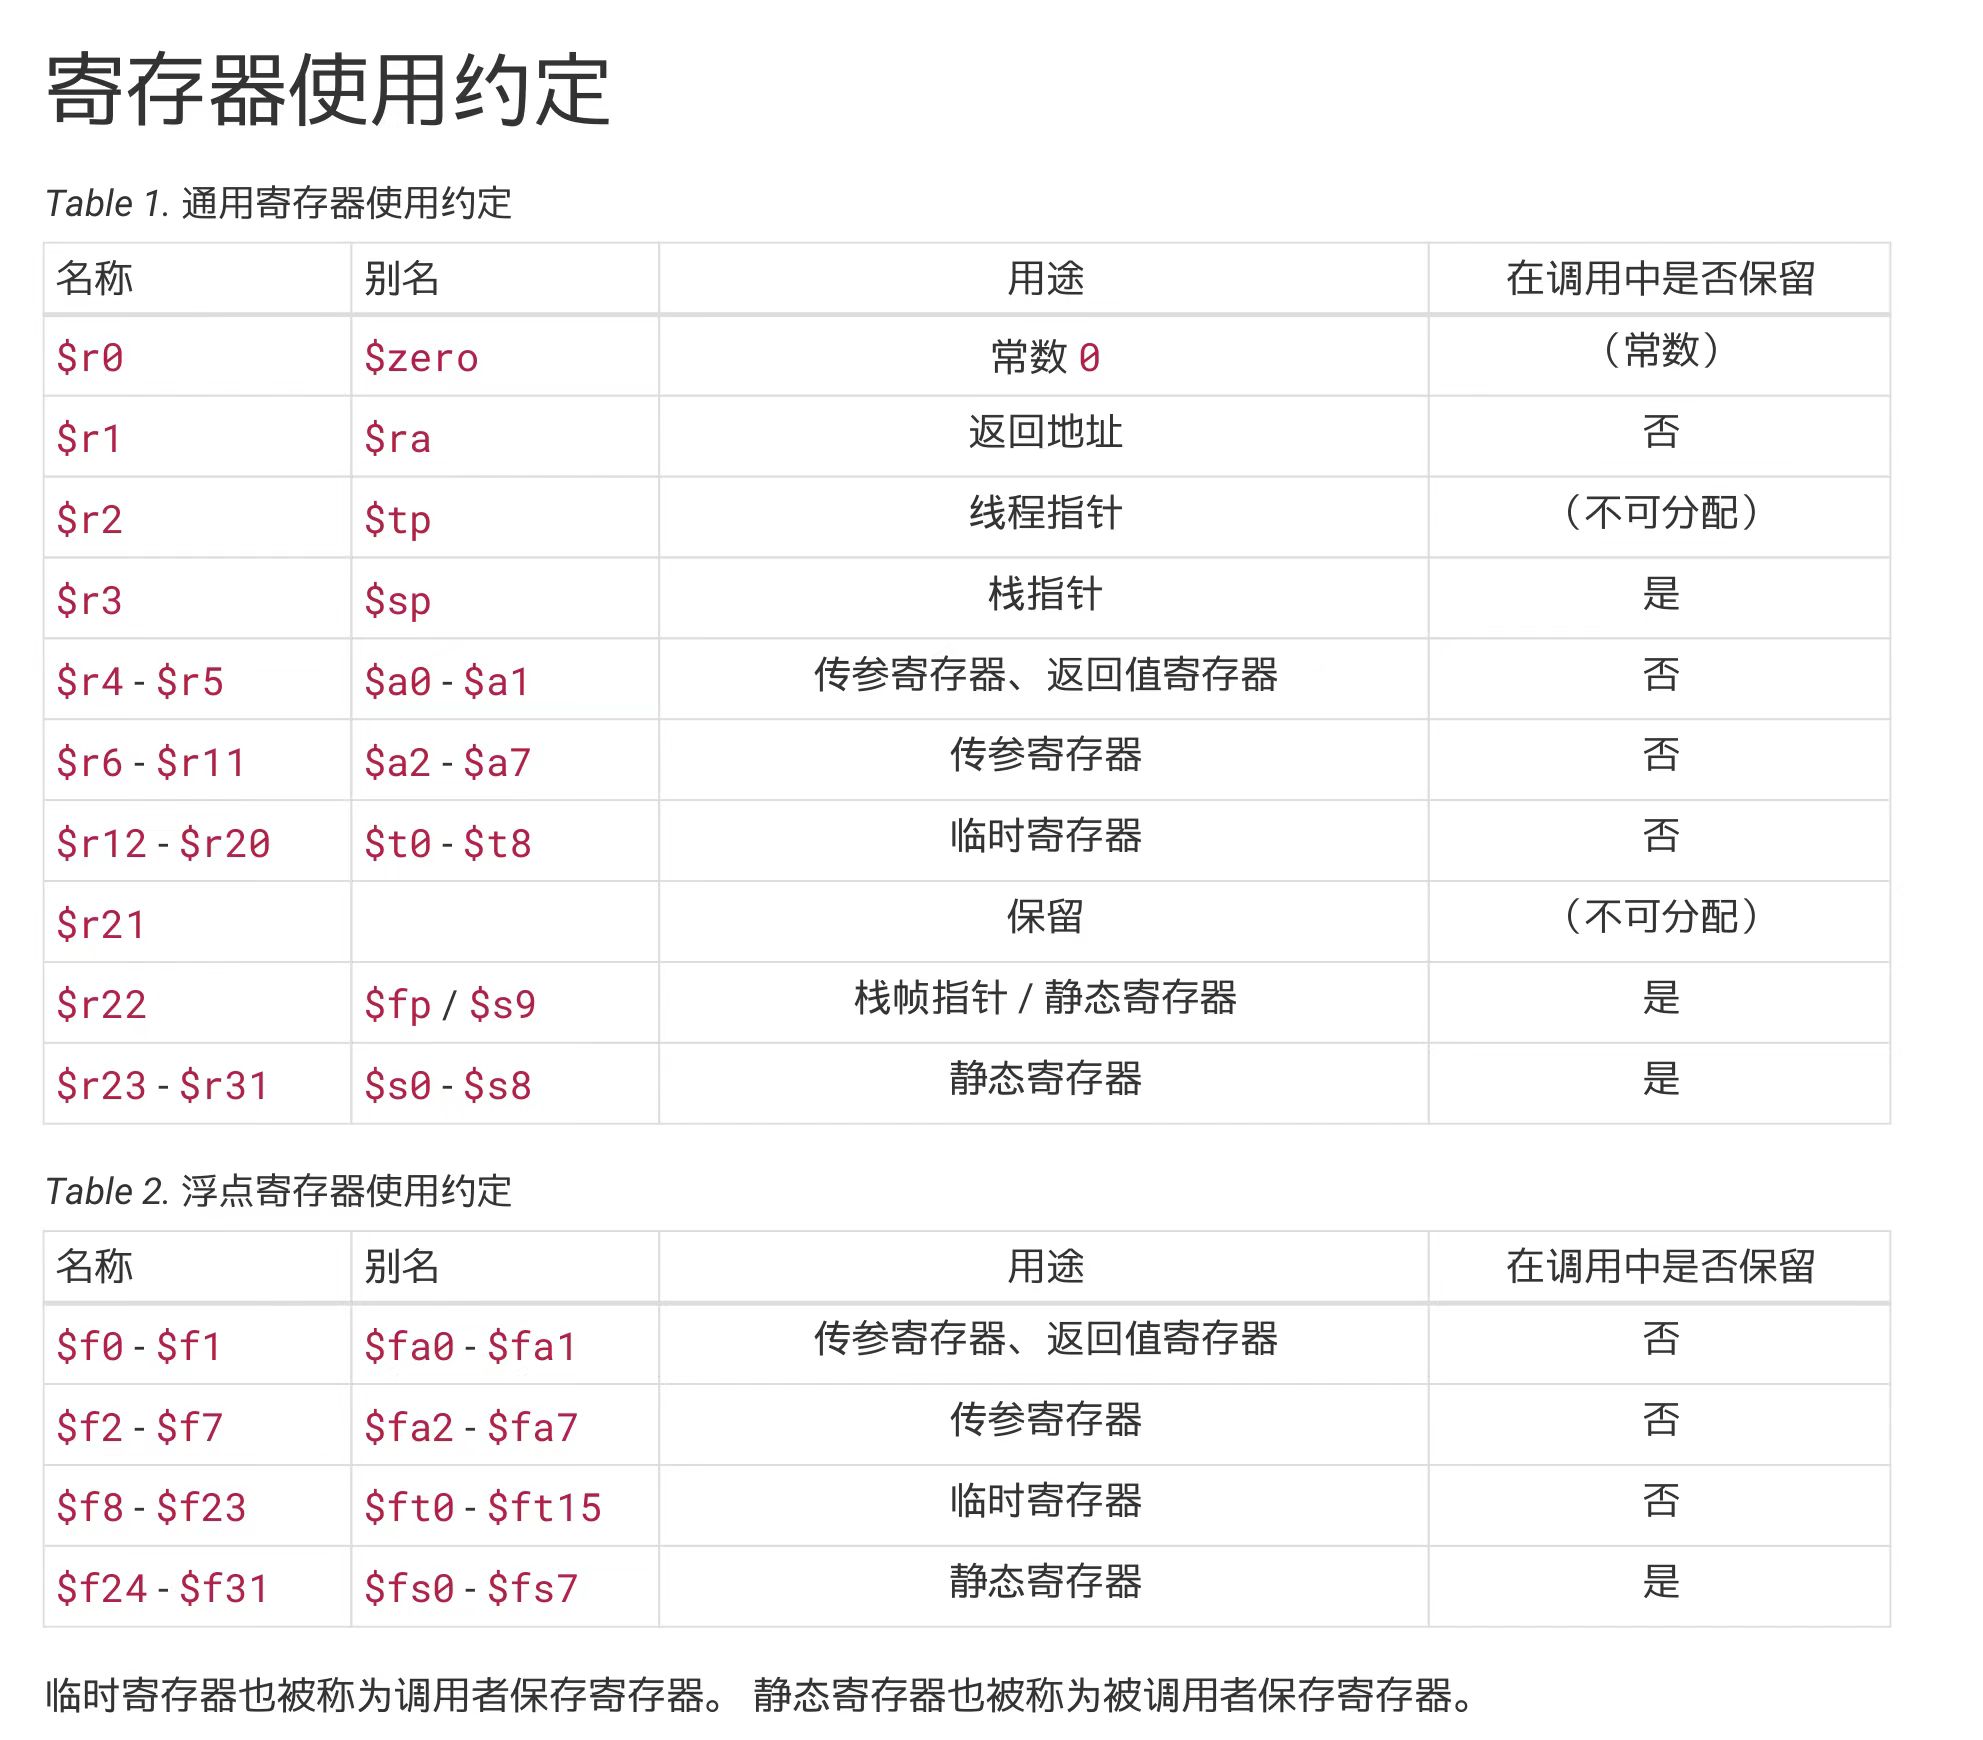 寄存器使用约定
Table 1. 通用寄存器使用约定
名称 别名 用途 在调用中是否保留
$r0 $zero 常数 0 （常数）
$r1 $ra 返回地址 否
$r2 $tp 线程指针 （不可分配）
$r3 $sp 栈指针 是
$r4 - $r5 $a0 - $a1 传参寄存器、返回值寄存器 否
$r6 - $r11 $a2 - $a7 传参寄存器 否
$r12 - $r20 $t0 - $t8 临时寄存器 否
$r21 保留 （不可分配）
$r22 $fp / $s9 栈帧指针 / 静态寄存器 是
$r23 - $r31 $s0 - $s8 静态寄存器 是
Table 2. 浮点寄存器使用约定
名称 别名 用途 在调用中是否保留
$f0 - $f1 $fa0 - $fa1 传参寄存器、返回值寄存器 否
$f2 - $f7 $fa2 - $fa7 传参寄存器 否
$f8 - $f23 $ft0 - $ft15 临时寄存器 否
$f24 - $f31 $fs0 - $fs7 静态寄存器 是
临时寄存器也被称为调用者保存寄存器。 静态寄存器也被称为被调用者保存寄存器。